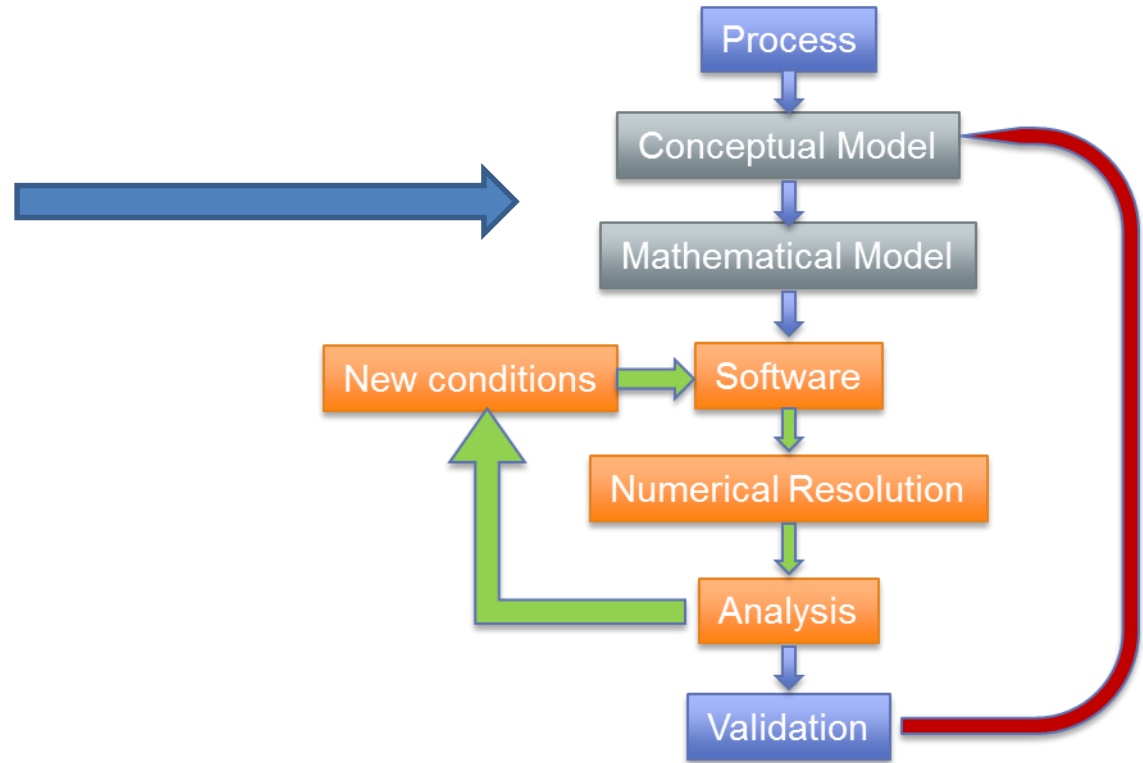 Process
Conceptual Model
Mathematical Model
New conditions
Software
Numerical Resolution
Analysis
Validation